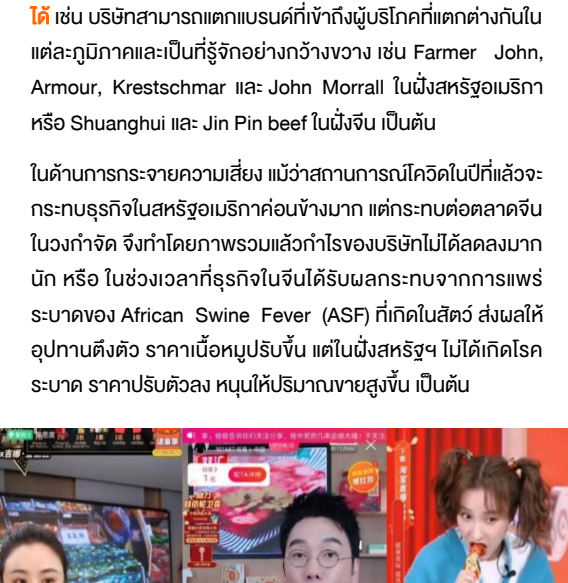 ได้ เช่น บริษัทสามารถแตกแบรนด์ที่เข้าถึงผู้บริโภคที่แตกต่างกันใน
แต่ละภูมิภาคและเป็นที่รู้จักอย่างกว้างขวาง เช่น Farmer John,
Armour, Krestschmar และ John Morrall ในฝั่งสหรัฐอเมริกา
หรือ Shuanghui และ Jin Pin beef ในฝั่งจีน เป็นต้น
ในด้านการกระจายความเสี่ยง แม้ว่าสถานการณ์โควิดในปีที่แล้วจะ
กระทบธุรกิจในสหรัฐอเมริกาค่อนข้างมาก แต่กระทบต่อตลาดจีน
ในวงกำจัด จึงทำโดยภาพรวมแล้วกำไรของบริษัทไม่ได้ลดลงมาก
นัก หรือ ในช่วงเวลาที่ธุรกิจในจีนได้รับผลกระทบจากการแพร่
ระบาดของ African Swine Fever (ASF) ที่เกิดในสัตว์ ส่งผลให้
อุปทานตึงตัว ราคาเนื้อหมูปรับขึ้น แต่ในฝั่งสหรัฐฯ ไม่ได้เกิดโรค
ระบาด ราคาปรับตัวลง หนุนให้ปริมาณขายสูงขึ้น เป็นต้น